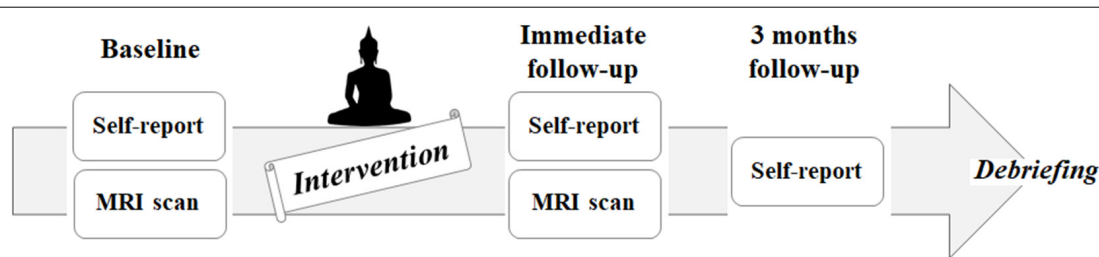 Baseline
Self-report
MRI scan
Intervention
Immediate
follow-up
Self-report
MRI scan
3 months
follow-up
Self-report
Debriefing